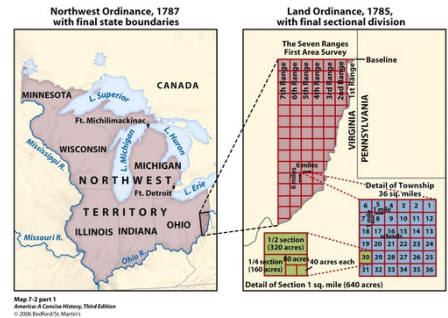 Northwest Ordinance, 1787
with final state boundaries
CANADA
MINNESOTA
L. Superior
Ft. Michilimackinac
Mississippi R.
WISCONSIN
L. Michigan
L. Huron
MICHIGAN
NORTHWEST
Ft. Detroit
L. Erie
TERRITORY
OHIO
Missouri R.
ILLINOIS
INDIANA
Ohio R.
Map 7-2 part 1
America: A Concise History, Third Edition
© 2006 Bedford/St. Martin's
Land Ordinance, 1785,
with final sectional division
The Seven Ranges
First Area Survey
Baseline
7th Range
6th Range
5th Range
4th Range
3rd Range
2nd Range
1st Range
VIRGINIA
PENNSYLVANIA
6 miles
6 miles
Detail of Township
36 sq. miles
6 5 4 3 2 1
7 8 9 10 11 12
18 17 16 15 14 13
schools
19 20 21 22 23 24
30 29 28 27 26 25
31 32 33 34 35 36
1/2 section
(320 acres)
1/4 section
(160 acres)
80 acres
40 acres each
Detail of Section 1 sq. mile (640 acres)